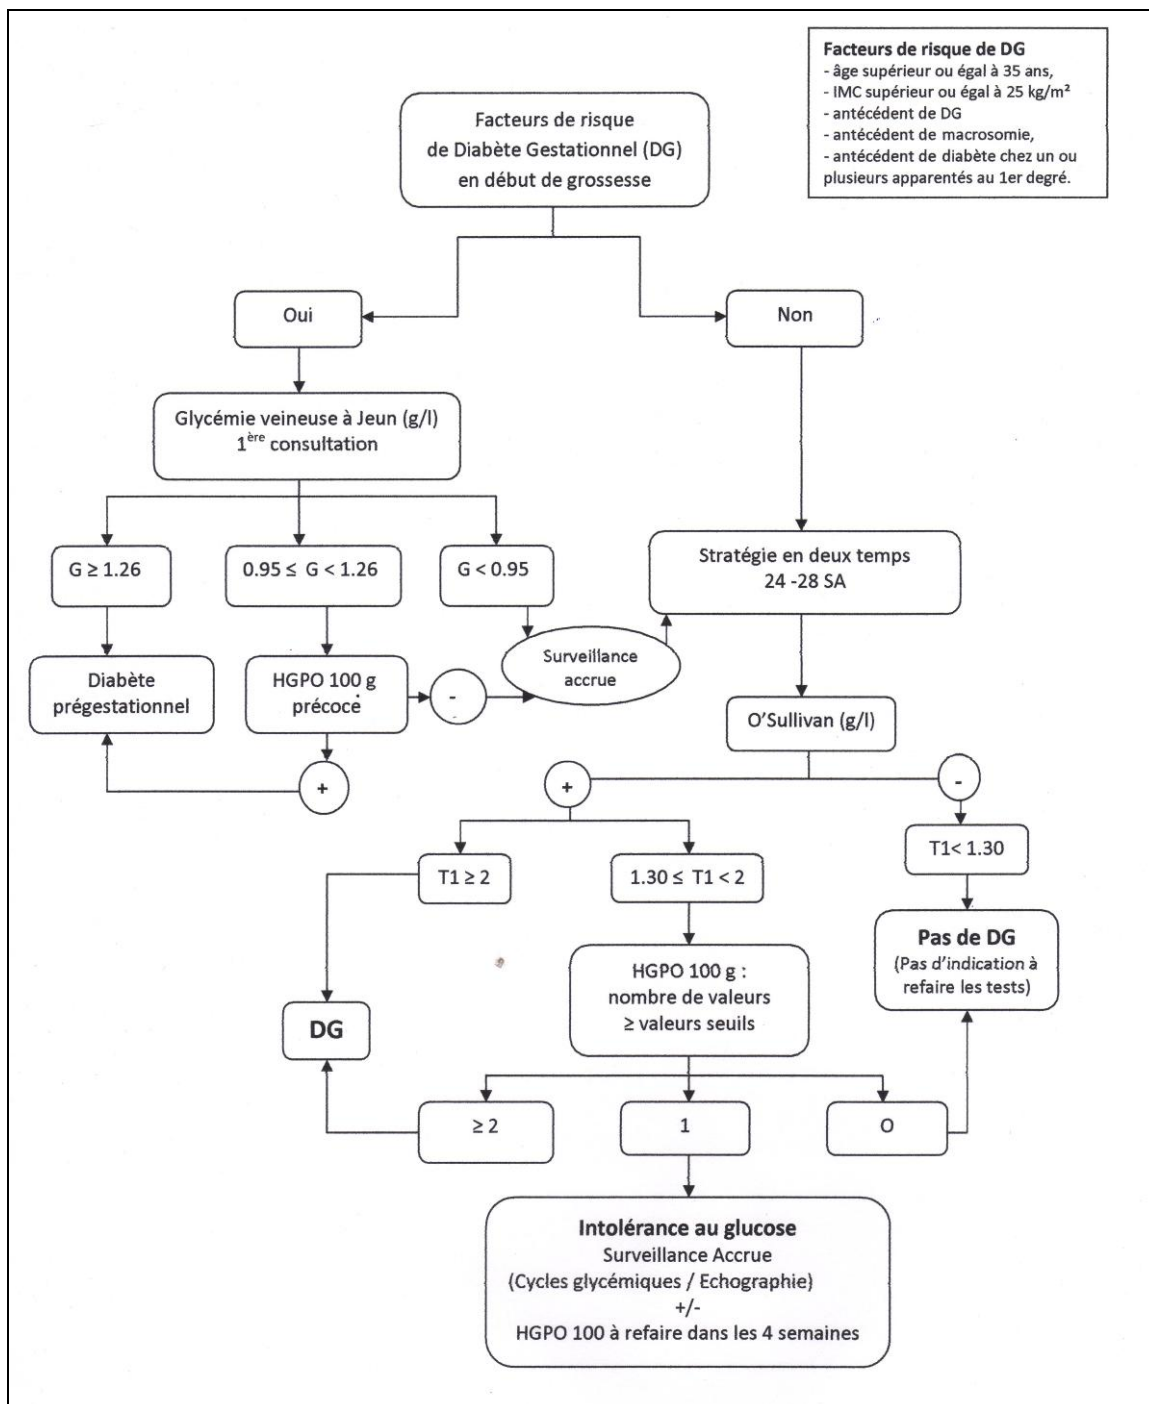 Facteurs de risque de DG
- âge supérieur ou égal à 35 ans,
- IMC supérieur ou égal à 25 kg/m²
- antécédent de DG
- antécédent de macrosomie,
- antécédent de diabète chez un ou
plusieurs apparentés au 1er degré.
Facteurs de risque
de Diabète Gestationnel (DG)
en début de grossesse
Oui
Non
Glycémie veineuse à Jeun (g/l)
1ère consultation
G ≥ 1.26
0.95 ≤ G < 1.26
G < 0.95
Stratégie en deux temps
24 -28 SA
Diabète
prégestationnel
HGPO 100 g
précoce
-
Surveillance
accrue
+
O'Sullivan (g/l)
+
-
T1 ≥ 2
1.30 ≤ T1 < 2
T1< 1.30
HGPO 100 g :
nombre de valeurs
≥ valeurs seuils
Pas de DG
(Pas d'indication à
refaire les tests)
DG
≥ 2
1
O
Intolérance au glucose
Surveillance Accrue
(Cycles glycémiques / Echographie)
+/-
HGPO 100 à refaire dans les 4 semaines